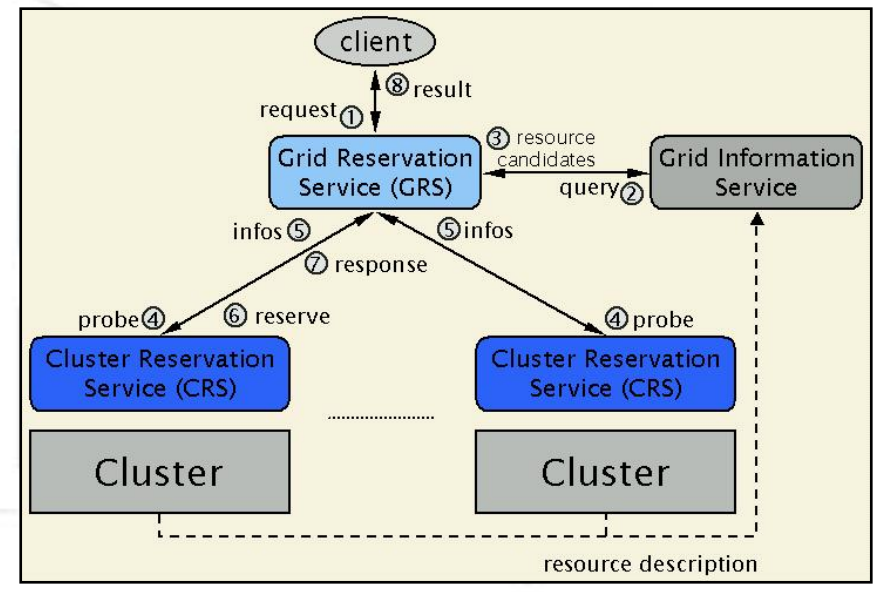 client
⑧ result
request ①
Grid Reservation
Service (GRS)
③ resource
candidates
query ②
Grid Information
Service
infos ⑤
⑤ infos
⑦ response
probe ④
⑥ reserve
④ probe
Cluster Reservation
Service (CRS)
Cluster Reservation
Service (CRS)
Cluster
Cluster
resource description